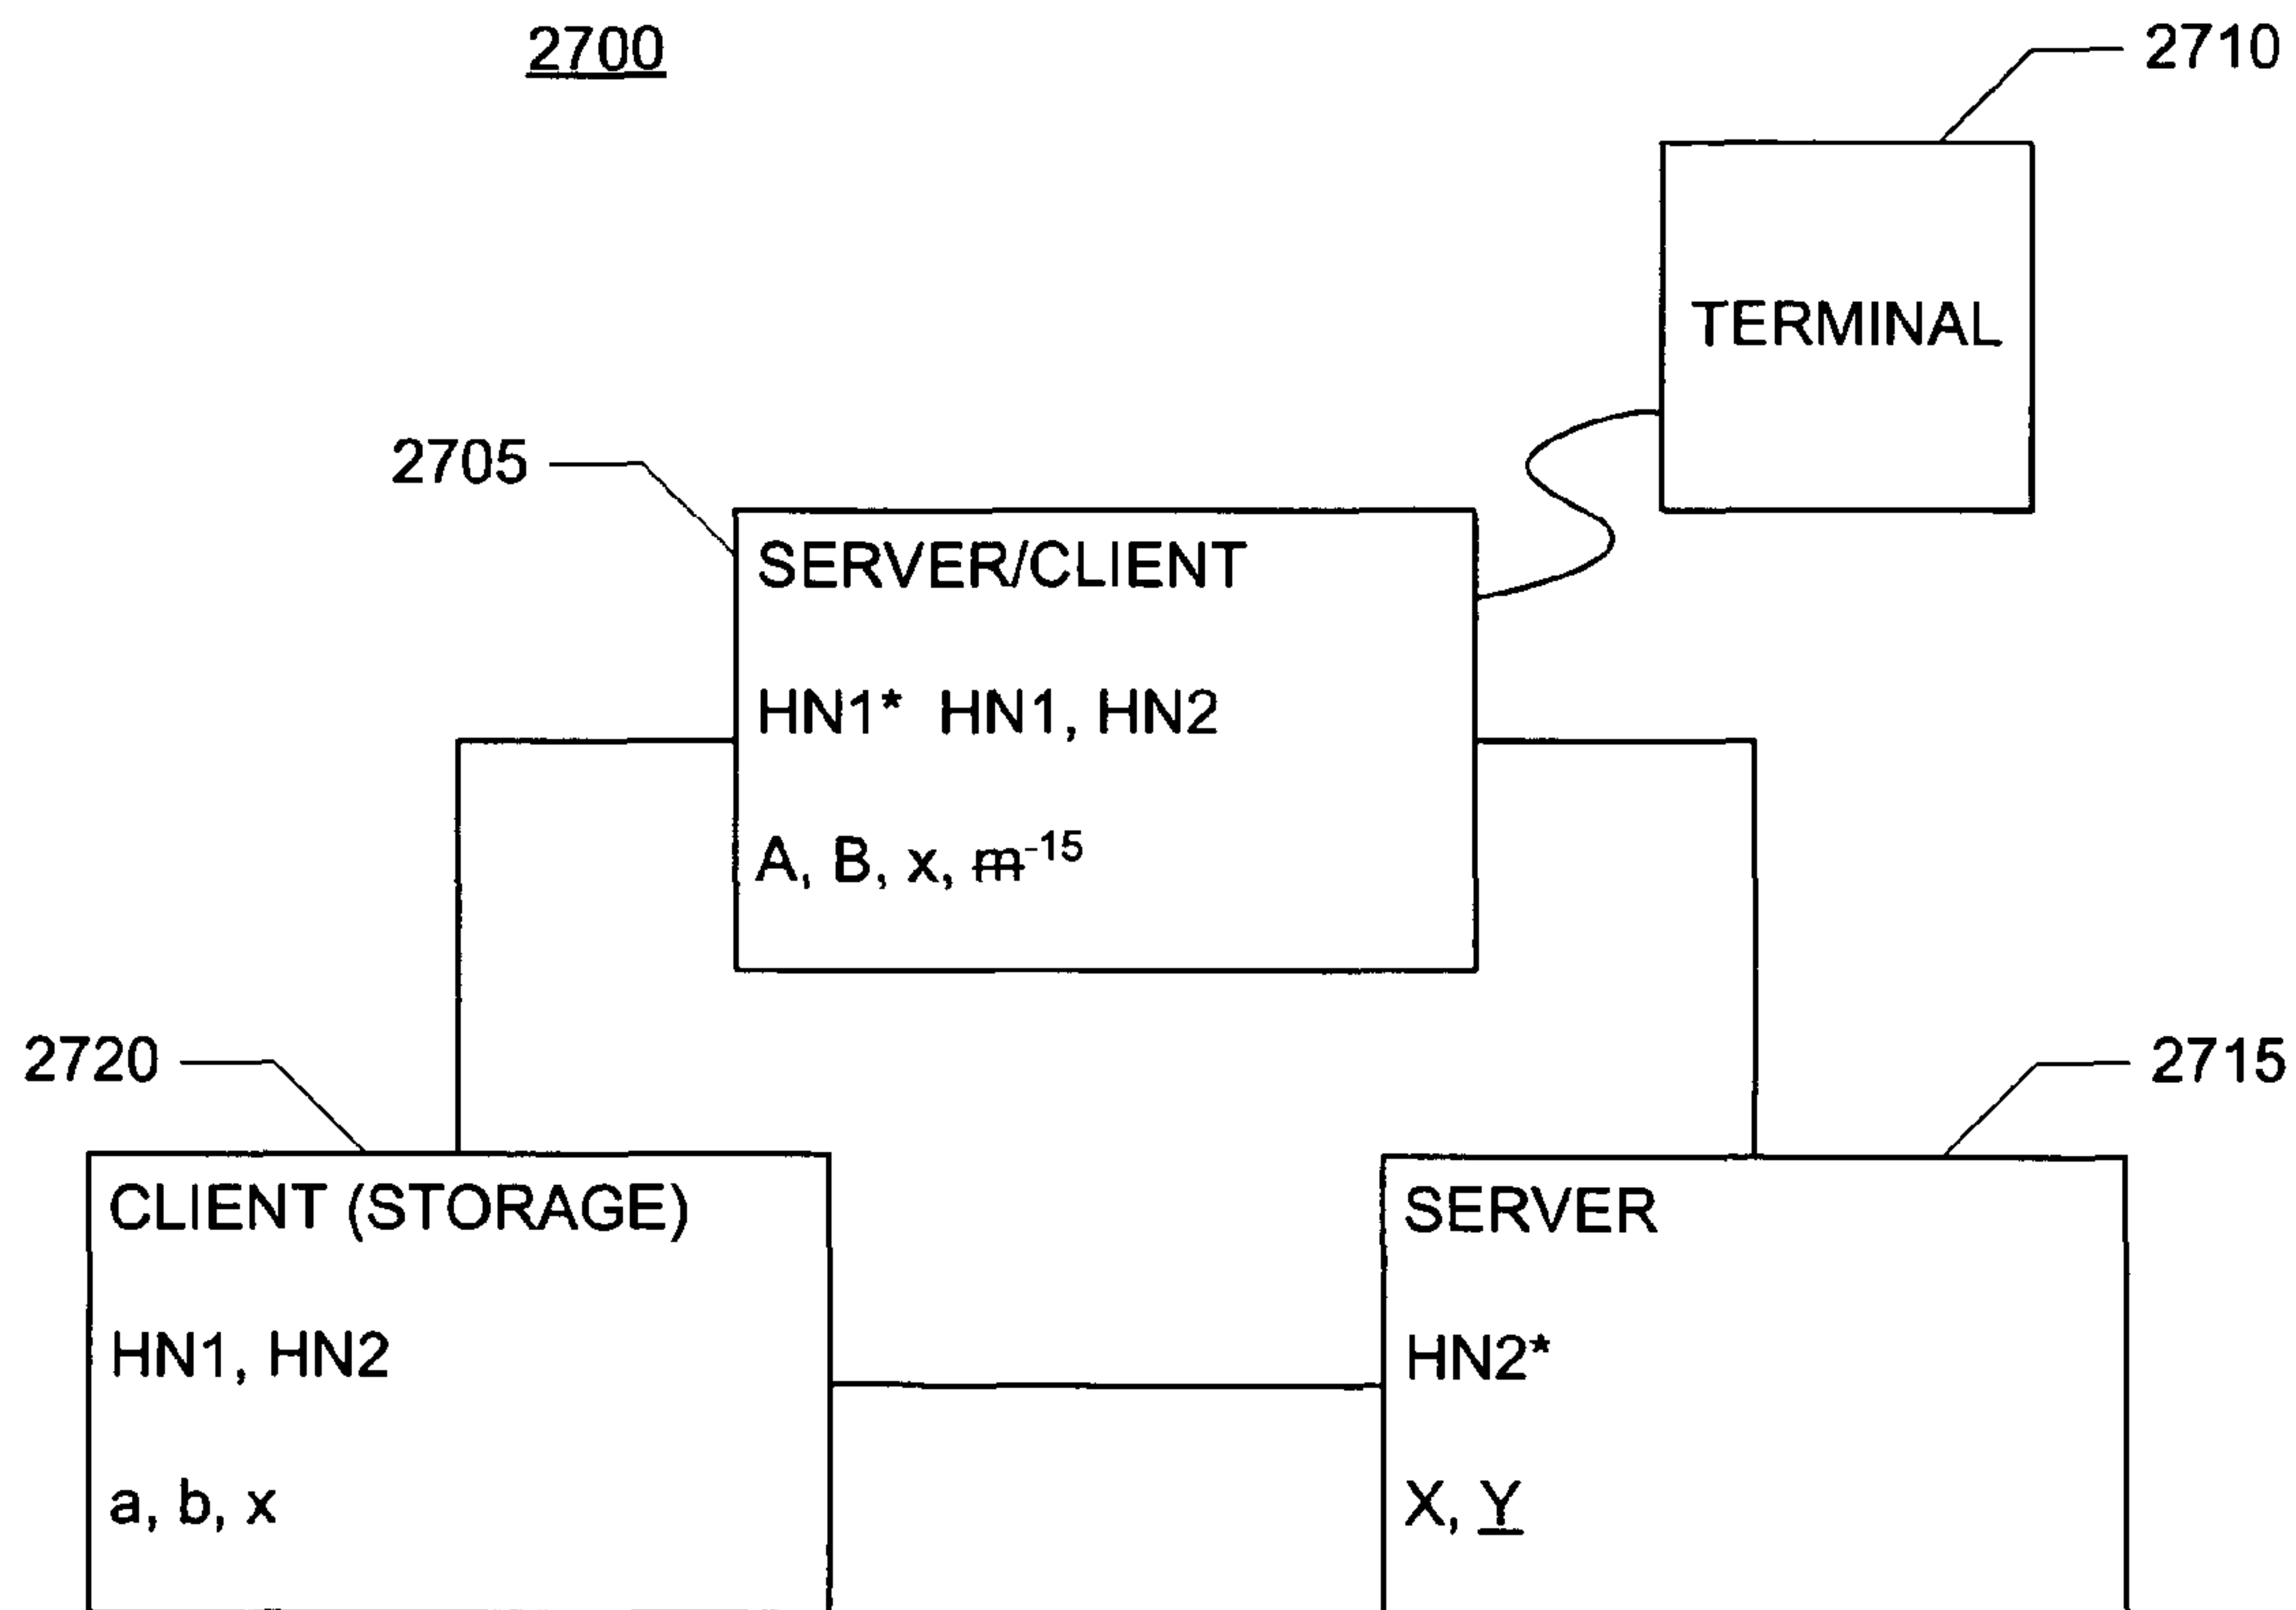 2700
2710
TERMINAL
2705
SERVER/CLIENT
HN1* HN1, HN2
A, B, x, m-15
2720
2715
CLIENT (STORAGE)
HN1, HN2
a, b, x
SERVER
HN2*
X, Y